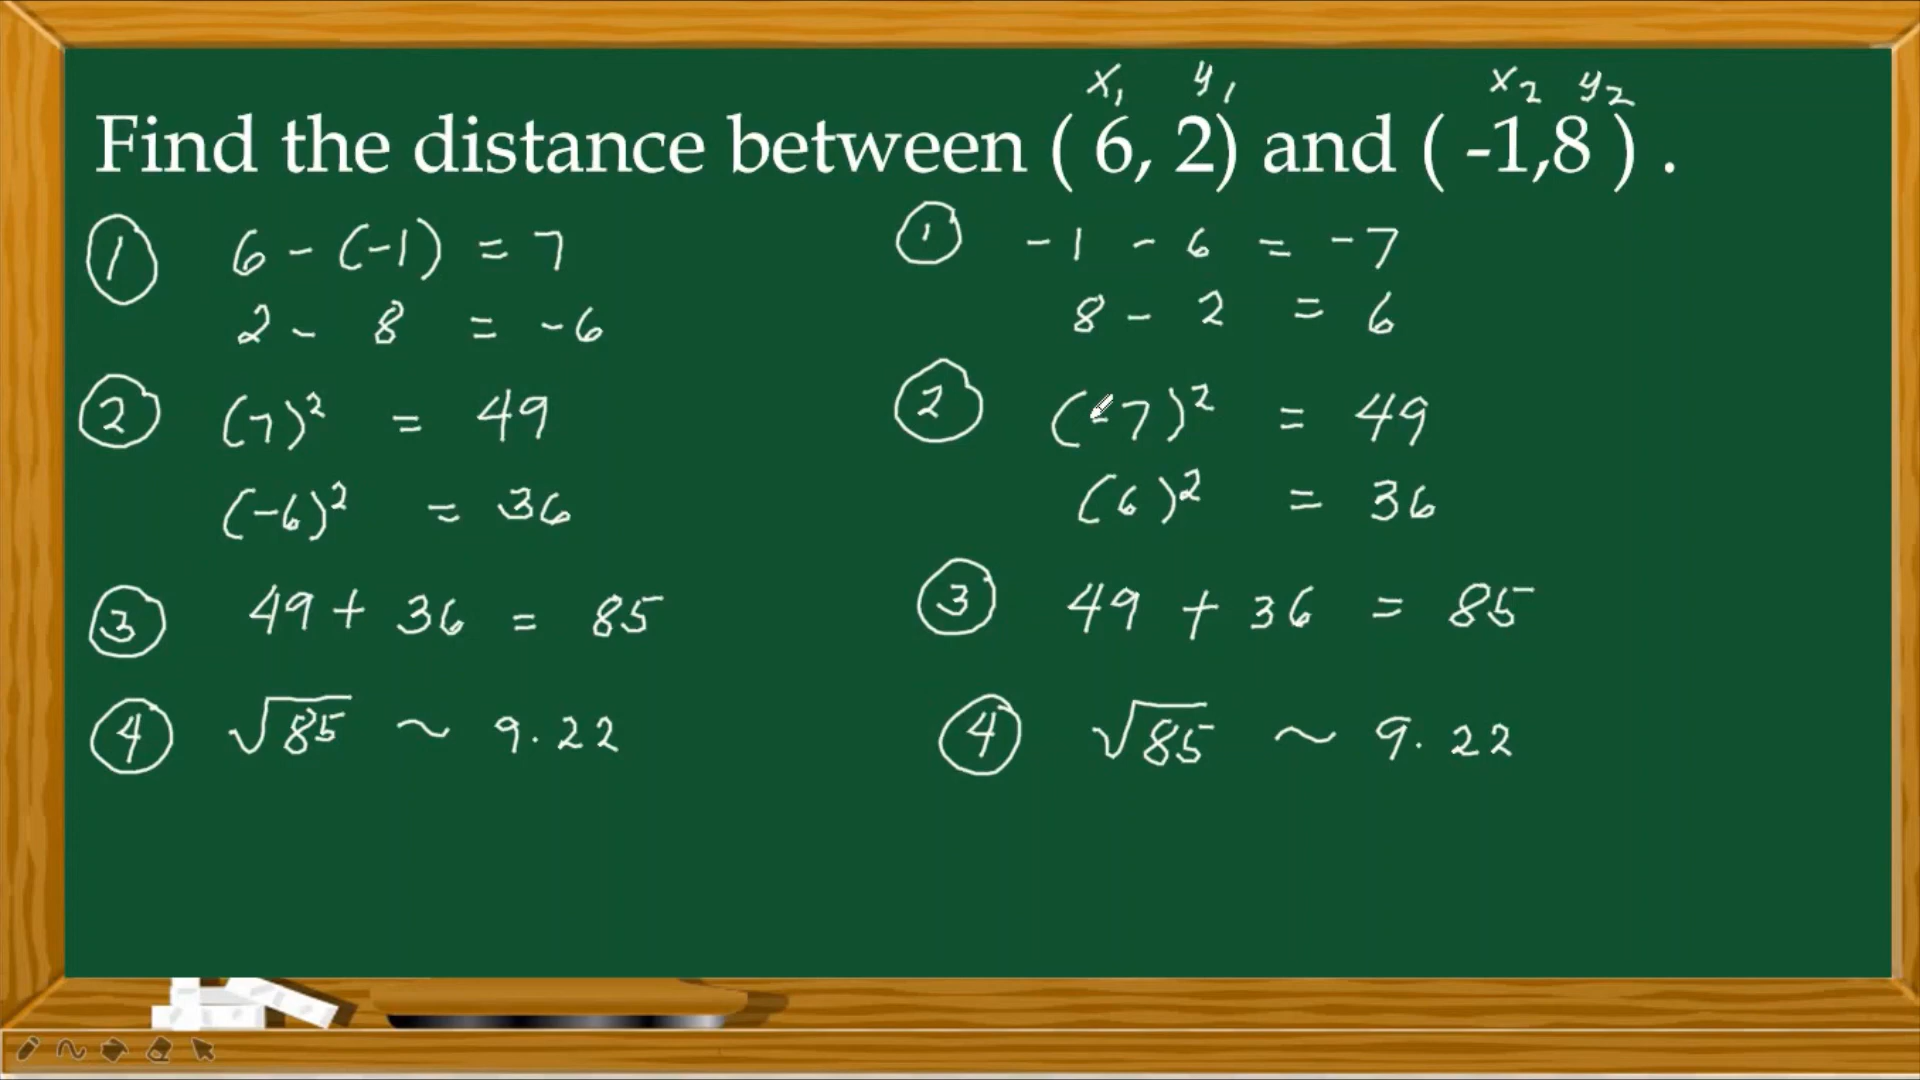 x₁ y₁ x₂ y₂
Find the distance between ( 6, 2) and ( -1,8 ) .
① 6 - (-1) = 7
2 - 8 = -6
② (7)² = 49
(-6)² = 36
③ 49 + 36 = 85
④ √85 ~ 9.22
① -1 - 6 = -7
8 - 2 = 6
② (-7)² = 49
(6)² = 36
③ 49 + 36 = 85
④ √85 ~ 9.22